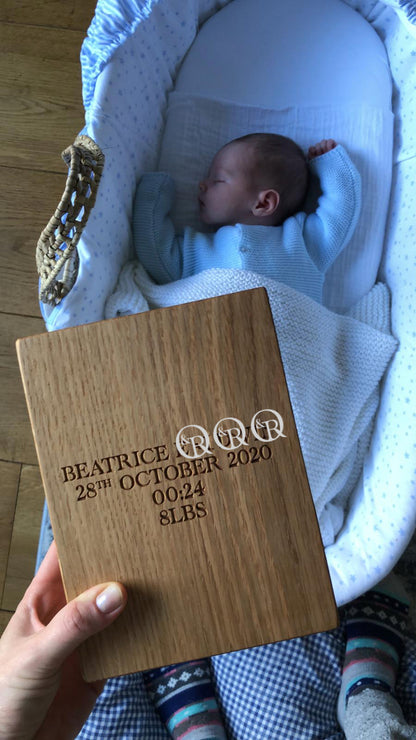 BEATRICE
28TH OCTOBER 2020
00:24
8LBS